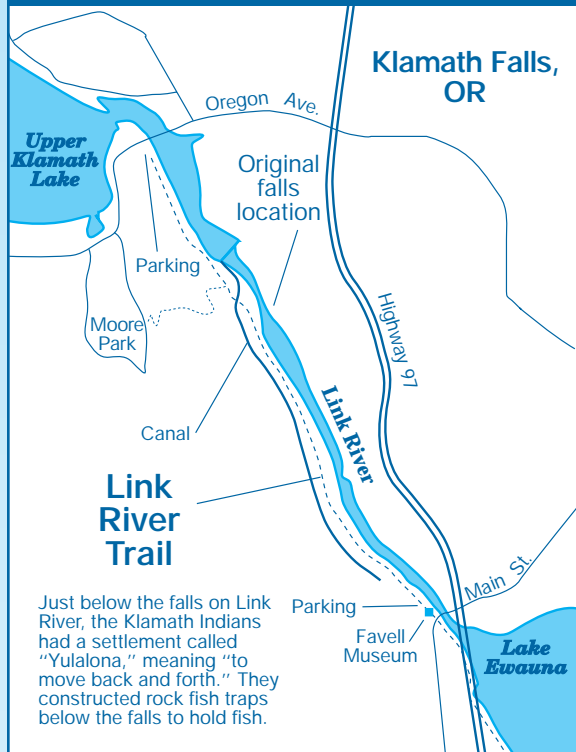 Klamath Falls,
OR
Oregon Ave.
Upper
Klamath
Lake
Original
falls
location
Parking
Moore
Park
Highway 97
Canal
Link River
Link
River
Trail
Just below the falls on Link
River, the Klamath Indians
had a settlement called
“Yulalona,” meaning “to
move back and forth.” They
constructed rock fish traps
below the falls to hold fish.
Parking
Main St.
Favell
Museum
Lake
Ewauna